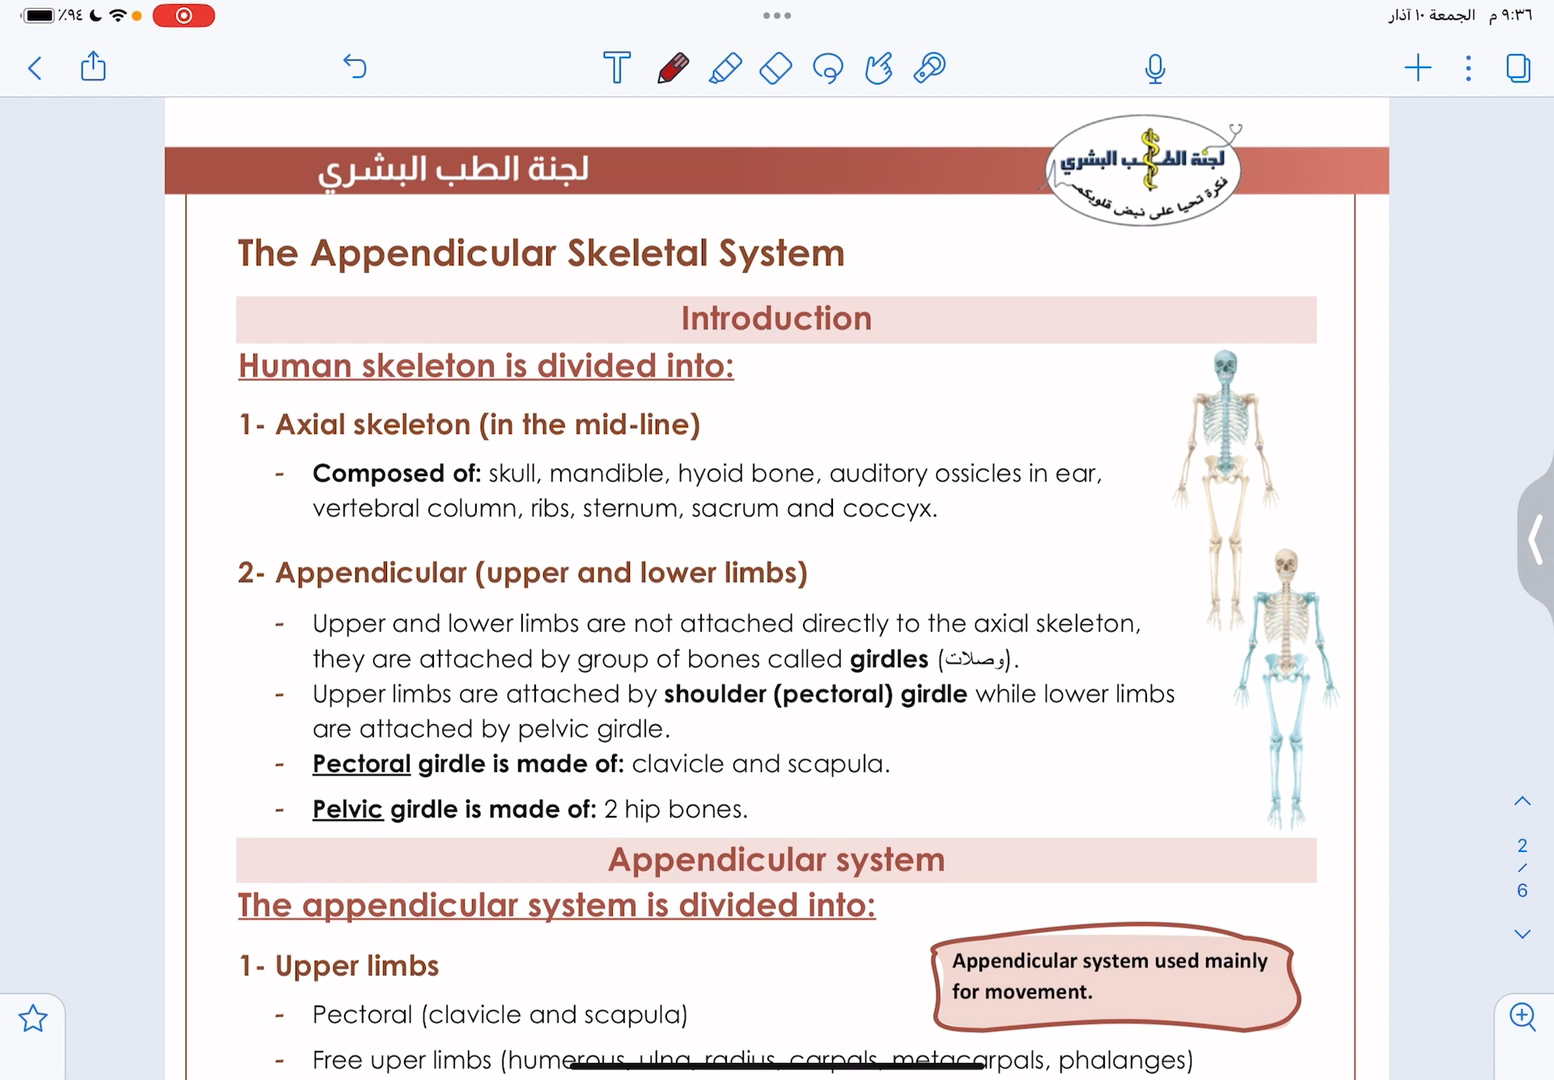 ٪٩٤
٩:٣٦ م الجمعة ١٠ آذار
لجنة الطب البشري
لجنة الطب البشري
فكرة تحيا على نبض قلوبكم
The Appendicular Skeletal System
Introduction
Human skeleton is divided into:
1- Axial skeleton (in the mid-line)
- Composed of: skull, mandible, hyoid bone, auditory ossicles in ear,
vertebral column, ribs, sternum, sacrum and coccyx.
2- Appendicular (upper and lower limbs)
- Upper and lower limbs are not attached directly to the axial skeleton,
they are attached by group of bones called girdles (وصلات).
- Upper limbs are attached by shoulder (pectoral) girdle while lower limbs
are attached by pelvic girdle.
- Pectoral girdle is made of: clavicle and scapula.
- Pelvic girdle is made of: 2 hip bones.
2
/
6
Appendicular system
The appendicular system is divided into:
Appendicular system used mainly
for movement.
1- Upper limbs
- Pectoral (clavicle and scapula)
- Free uper limbs (humerous, ulna, radius, carpals, metacarpals, phalanges)